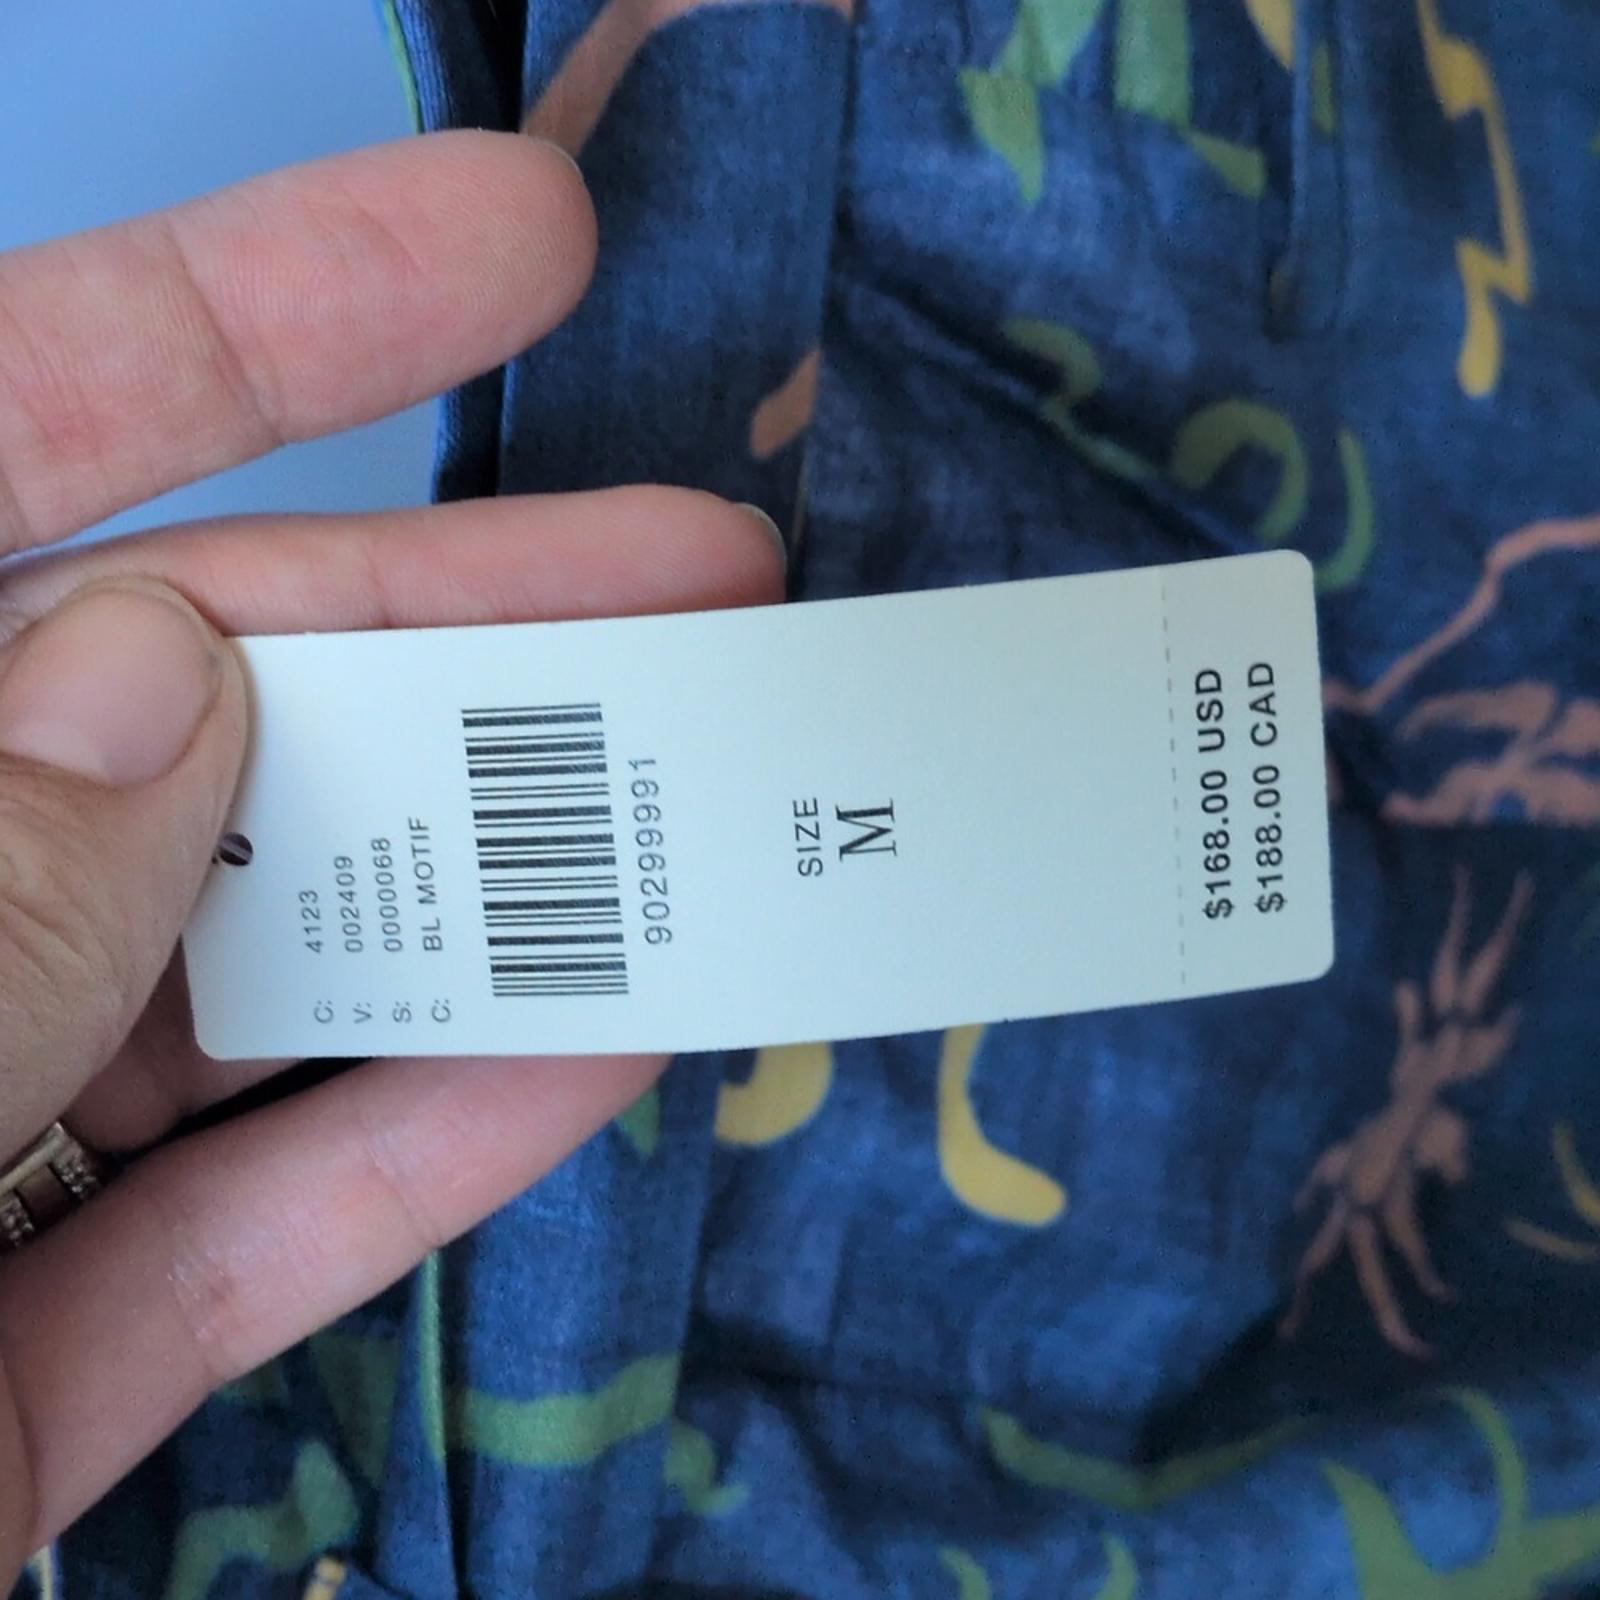 C: 4123
V: 002409
S: 0000068
C: BL MOTIF
90299991
SIZE
M
$168.00 USD
$188.00 CAD